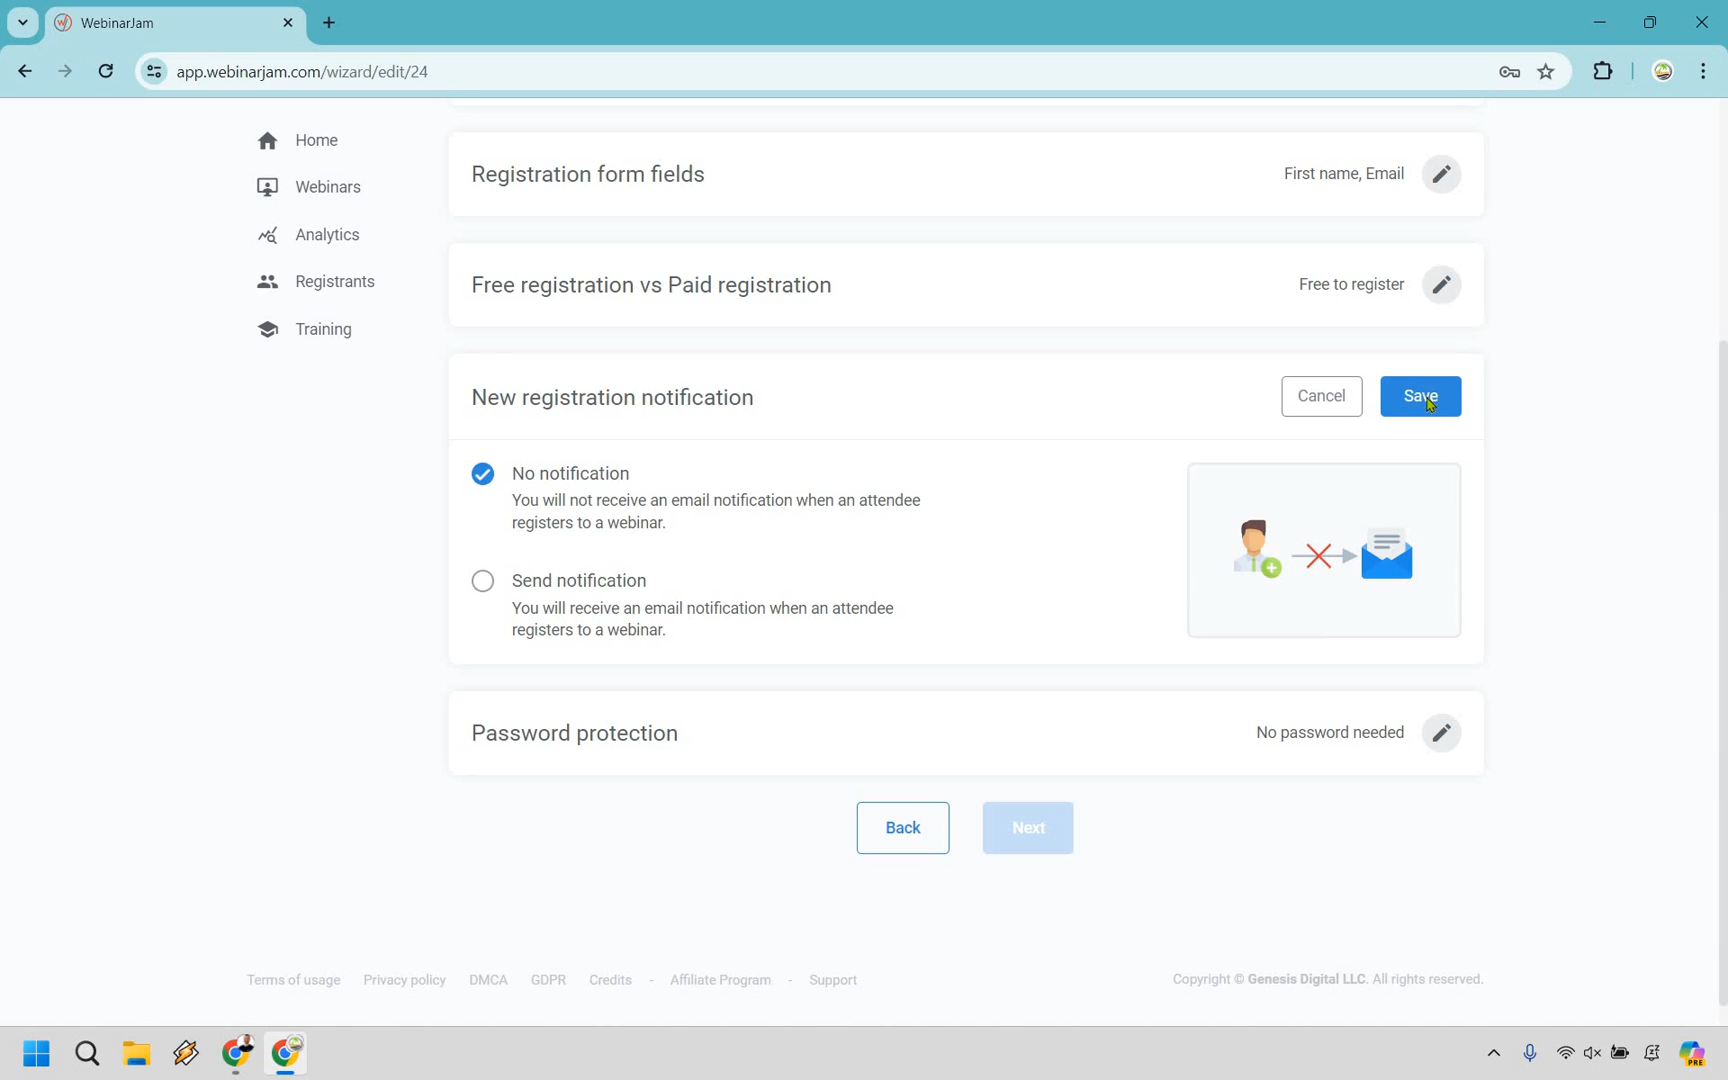 WebinarJam
app.webinarjam.com/wizard/edit/24
Home
Webinars
Analytics
Registrants
Training
Registration form fields
First name, Email
Free registration vs Paid registration
Free to register
New registration notification
Cancel
Save
No notification
You will not receive an email notification when an attendee
registers to a webinar.
Send notification
You will receive an email notification when an attendee
registers to a webinar.
Password protection
No password needed
Back
Next
Terms of usage Privacy policy DMCA GDPR Credits - Affiliate Program - Support
Copyright © Genesis Digital LLC. All rights reserved.
PRE